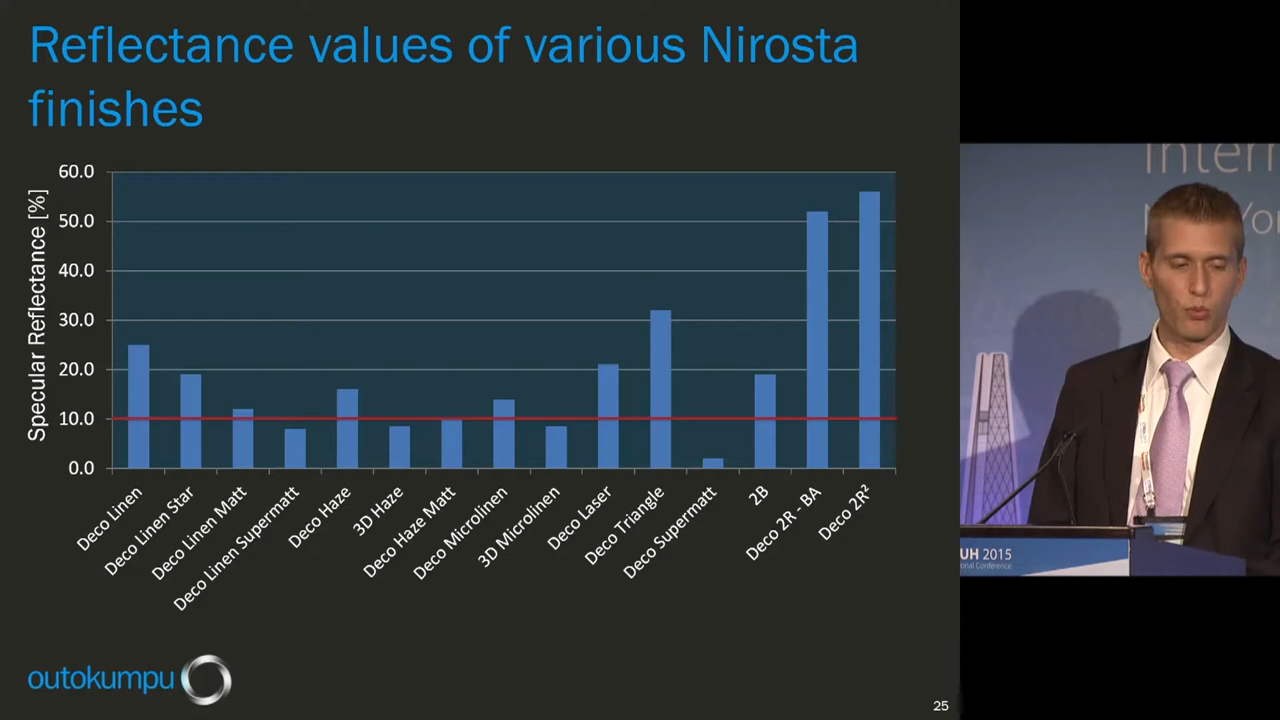 Reflectance values of various Nirosta
finishes
Specular Reflectance [%]
60.0
50.0
40.0
30.0
20.0
10.0
0.0
Deco Linen
Deco Linen Star
Deco Linen Matt
Deco Linen Supermatt
Deco Haze
3D Haze
Deco Haze Matt
Deco Microlinen
3D Microlinen
Deco Laser
Deco Triangle
Deco Supermatt
2B
Deco 2R - BA
Deco 2R²
outokumpu
25
Inter
UH 2015
onal Conference